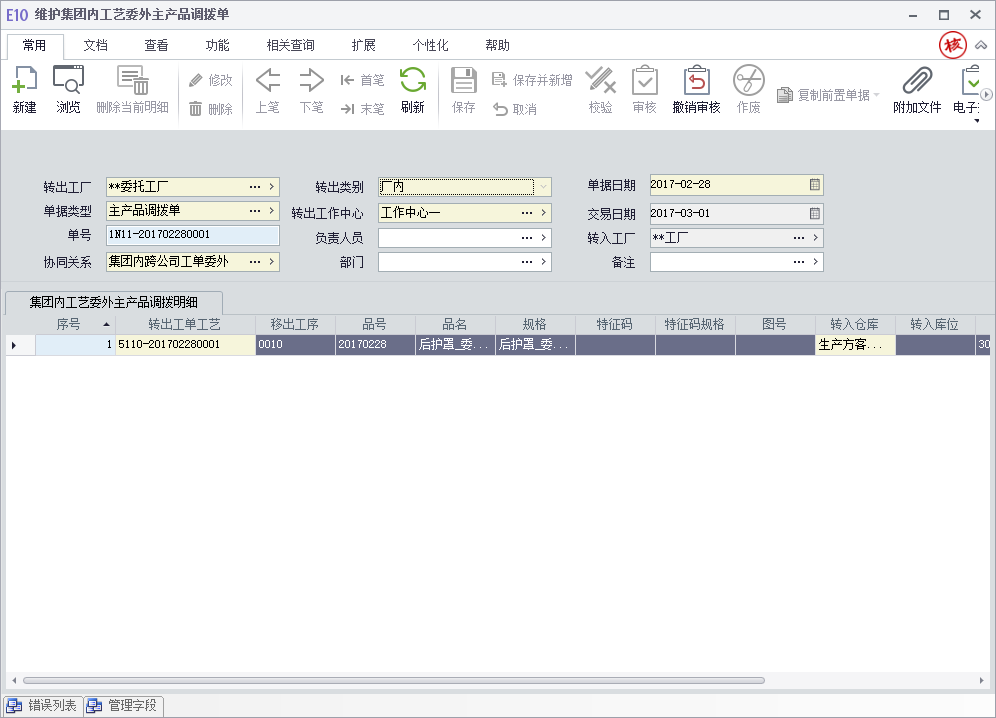 E10 维护集团内工艺委外主产品调拨单
常用 文档 查看 功能 相关查询 扩展 个性化 帮助 核
新建 浏览 删除当前明细 修改 删除 上笔 下笔 首笔 末笔 刷新 保存 保存并新增 取消 校验 审核 撤销审核 作废 复制前置单据 附加文件 电子
转出工厂 **委托工厂 转出类别 厂内 单据日期 2017-02-28
单据类型 主产品调拨单 转出工作中心 工作中心一 交易日期 2017-03-01
单号 1N11-201702280001 负责人员 转入工厂 **工厂
协同关系 集团内跨公司工单委外 部门 备注
集团内工艺委外主产品调拨明细
序号 转出工单工艺 移出工序 品号 品名 规格 特征码 特征码规格 图号 转入仓库 转入库位
1 5110-201702280001 0010 20170228 后护罩_委... 后护罩_委... 生产方客... 30
错误列表 管理字段